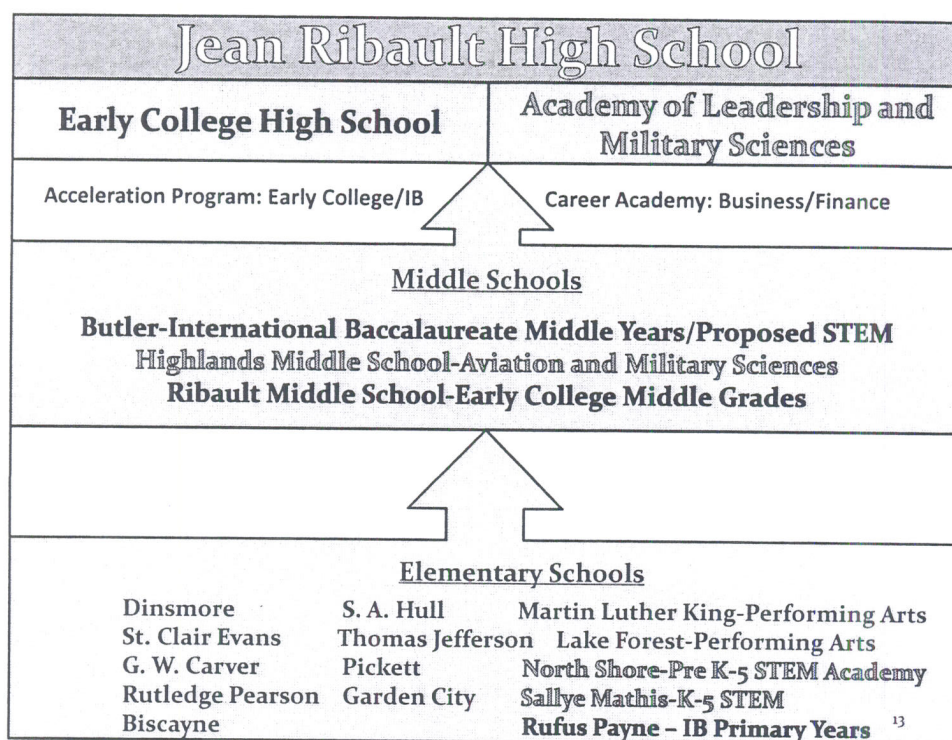 Jean Ribault High School
Early College High School
Academy of Leadership and
Military Sciences
Acceleration Program: Early College/IB
Career Academy: Business/Finance
Middle Schools
Butler-International Baccalaureate Middle Years/Proposed STEM
Highlands Middle School-Aviation and Military Sciences
Ribault Middle School-Early College Middle Grades
Elementary Schools
Dinsmore S. A. Hull Martin Luther King-Performing Arts
St. Clair Evans Thomas Jefferson Lake Forest-Performing Arts
G. W. Carver Pickett North Shore-Pre K-5 STEM Academy
Rutledge Pearson Garden City Sallye Mathis-K-5 STEM
Biscayne Rufus Payne – IB Primary Years 13